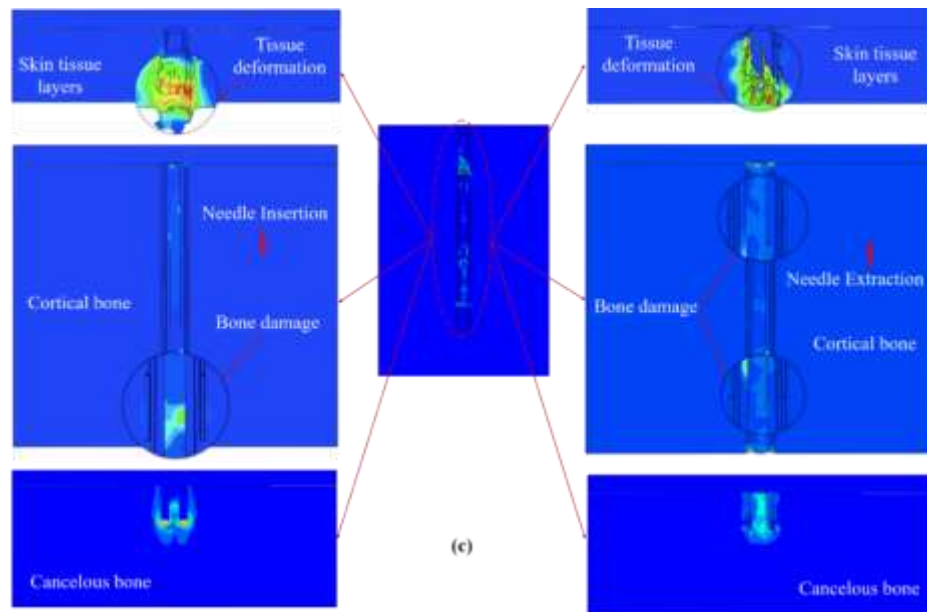 Tissue
deformation
Skin tissue
layers
Needle Insertion
Cortical bone
Bone damage
Cancelous bone
(c)
Tissue
deformation
Skin tissue
layers
Needle Extraction
Bone damage
Cortical bone
Cancelous bone